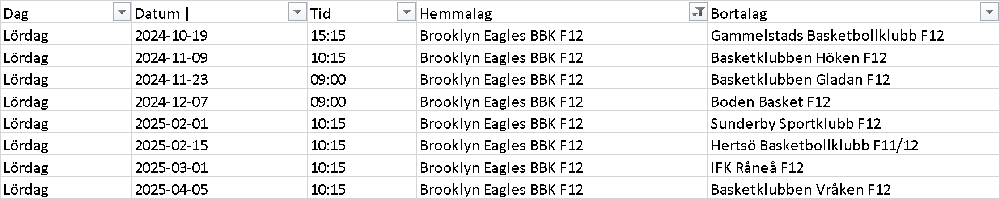 Dag Datum | Tid Hemmalag Bortalag
Lördag 2024-10-19 15:15 Brooklyn Eagles BBK F12 Gammelstads Basketbollklubb F12
Lördag 2024-11-09 10:15 Brooklyn Eagles BBK F12 Basketklubben Höken F12
Lördag 2024-11-23 09:00 Brooklyn Eagles BBK F12 Basketklubben Gladan F12
Lördag 2024-12-07 09:00 Brooklyn Eagles BBK F12 Boden Basket F12
Lördag 2025-02-01 10:15 Brooklyn Eagles BBK F12 Sunderby Sportklubb F12
Lördag 2025-02-15 10:15 Brooklyn Eagles BBK F12 Hertsö Basketbollklubb F11/12
Lördag 2025-03-01 10:15 Brooklyn Eagles BBK F12 IFK Råneå F12
Lördag 2025-04-05 10:15 Brooklyn Eagles BBK F12 Basketklubben Vråken F12